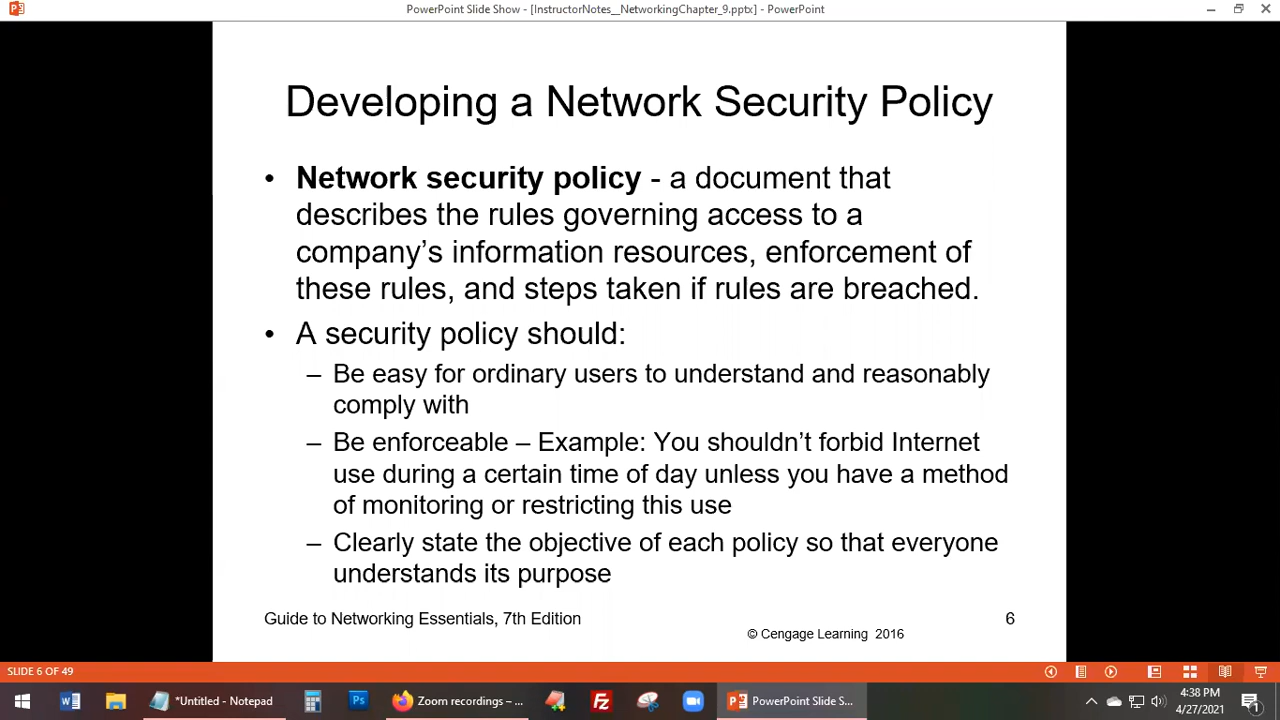 PowerPoint Slide Show - [InstructorNotes__NetworkingChapter_9.pptx] - PowerPoint
Developing a Network Security Policy
• Network security policy - a document that
describes the rules governing access to a
company’s information resources, enforcement of
these rules, and steps taken if rules are breached.
• A security policy should:
– Be easy for ordinary users to understand and reasonably
comply with
– Be enforceable – Example: You shouldn’t forbid Internet
use during a certain time of day unless you have a method
of monitoring or restricting this use
– Clearly state the objective of each policy so that everyone
understands its purpose
Guide to Networking Essentials, 7th Edition
6
© Cengage Learning 2016
SLIDE 6 OF 49
*Untitled - Notepad
Zoom recordings – ...
PowerPoint Slide S...
4:38 PM
4/27/2021